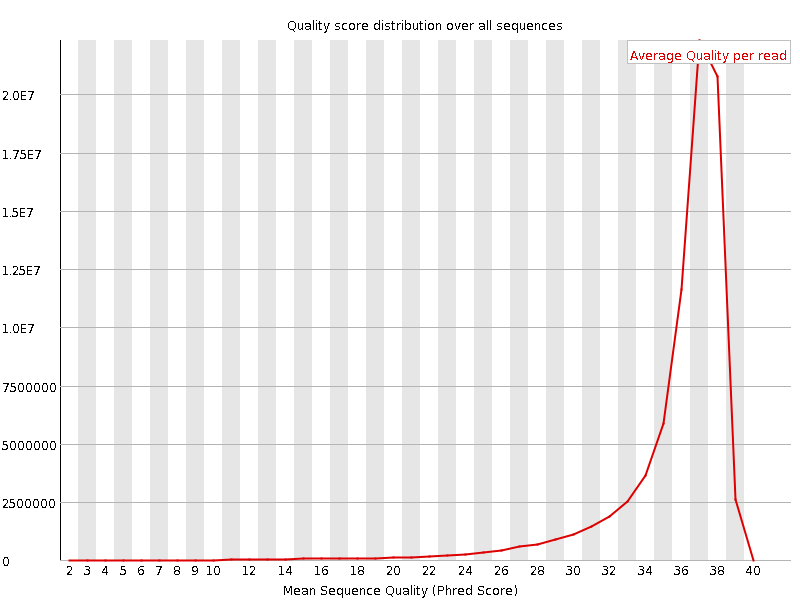 Quality score distribution over all sequences
Average Quality per read
2.0E7
1.75E7
1.5E7
1.25E7
1.0E7
7500000
5000000
2500000
0
2 3 4 5 6 7 8 9 10 12 14 16 18 20 22 24 26 28 30 32 34 36 38 40
Mean Sequence Quality (Phred Score)